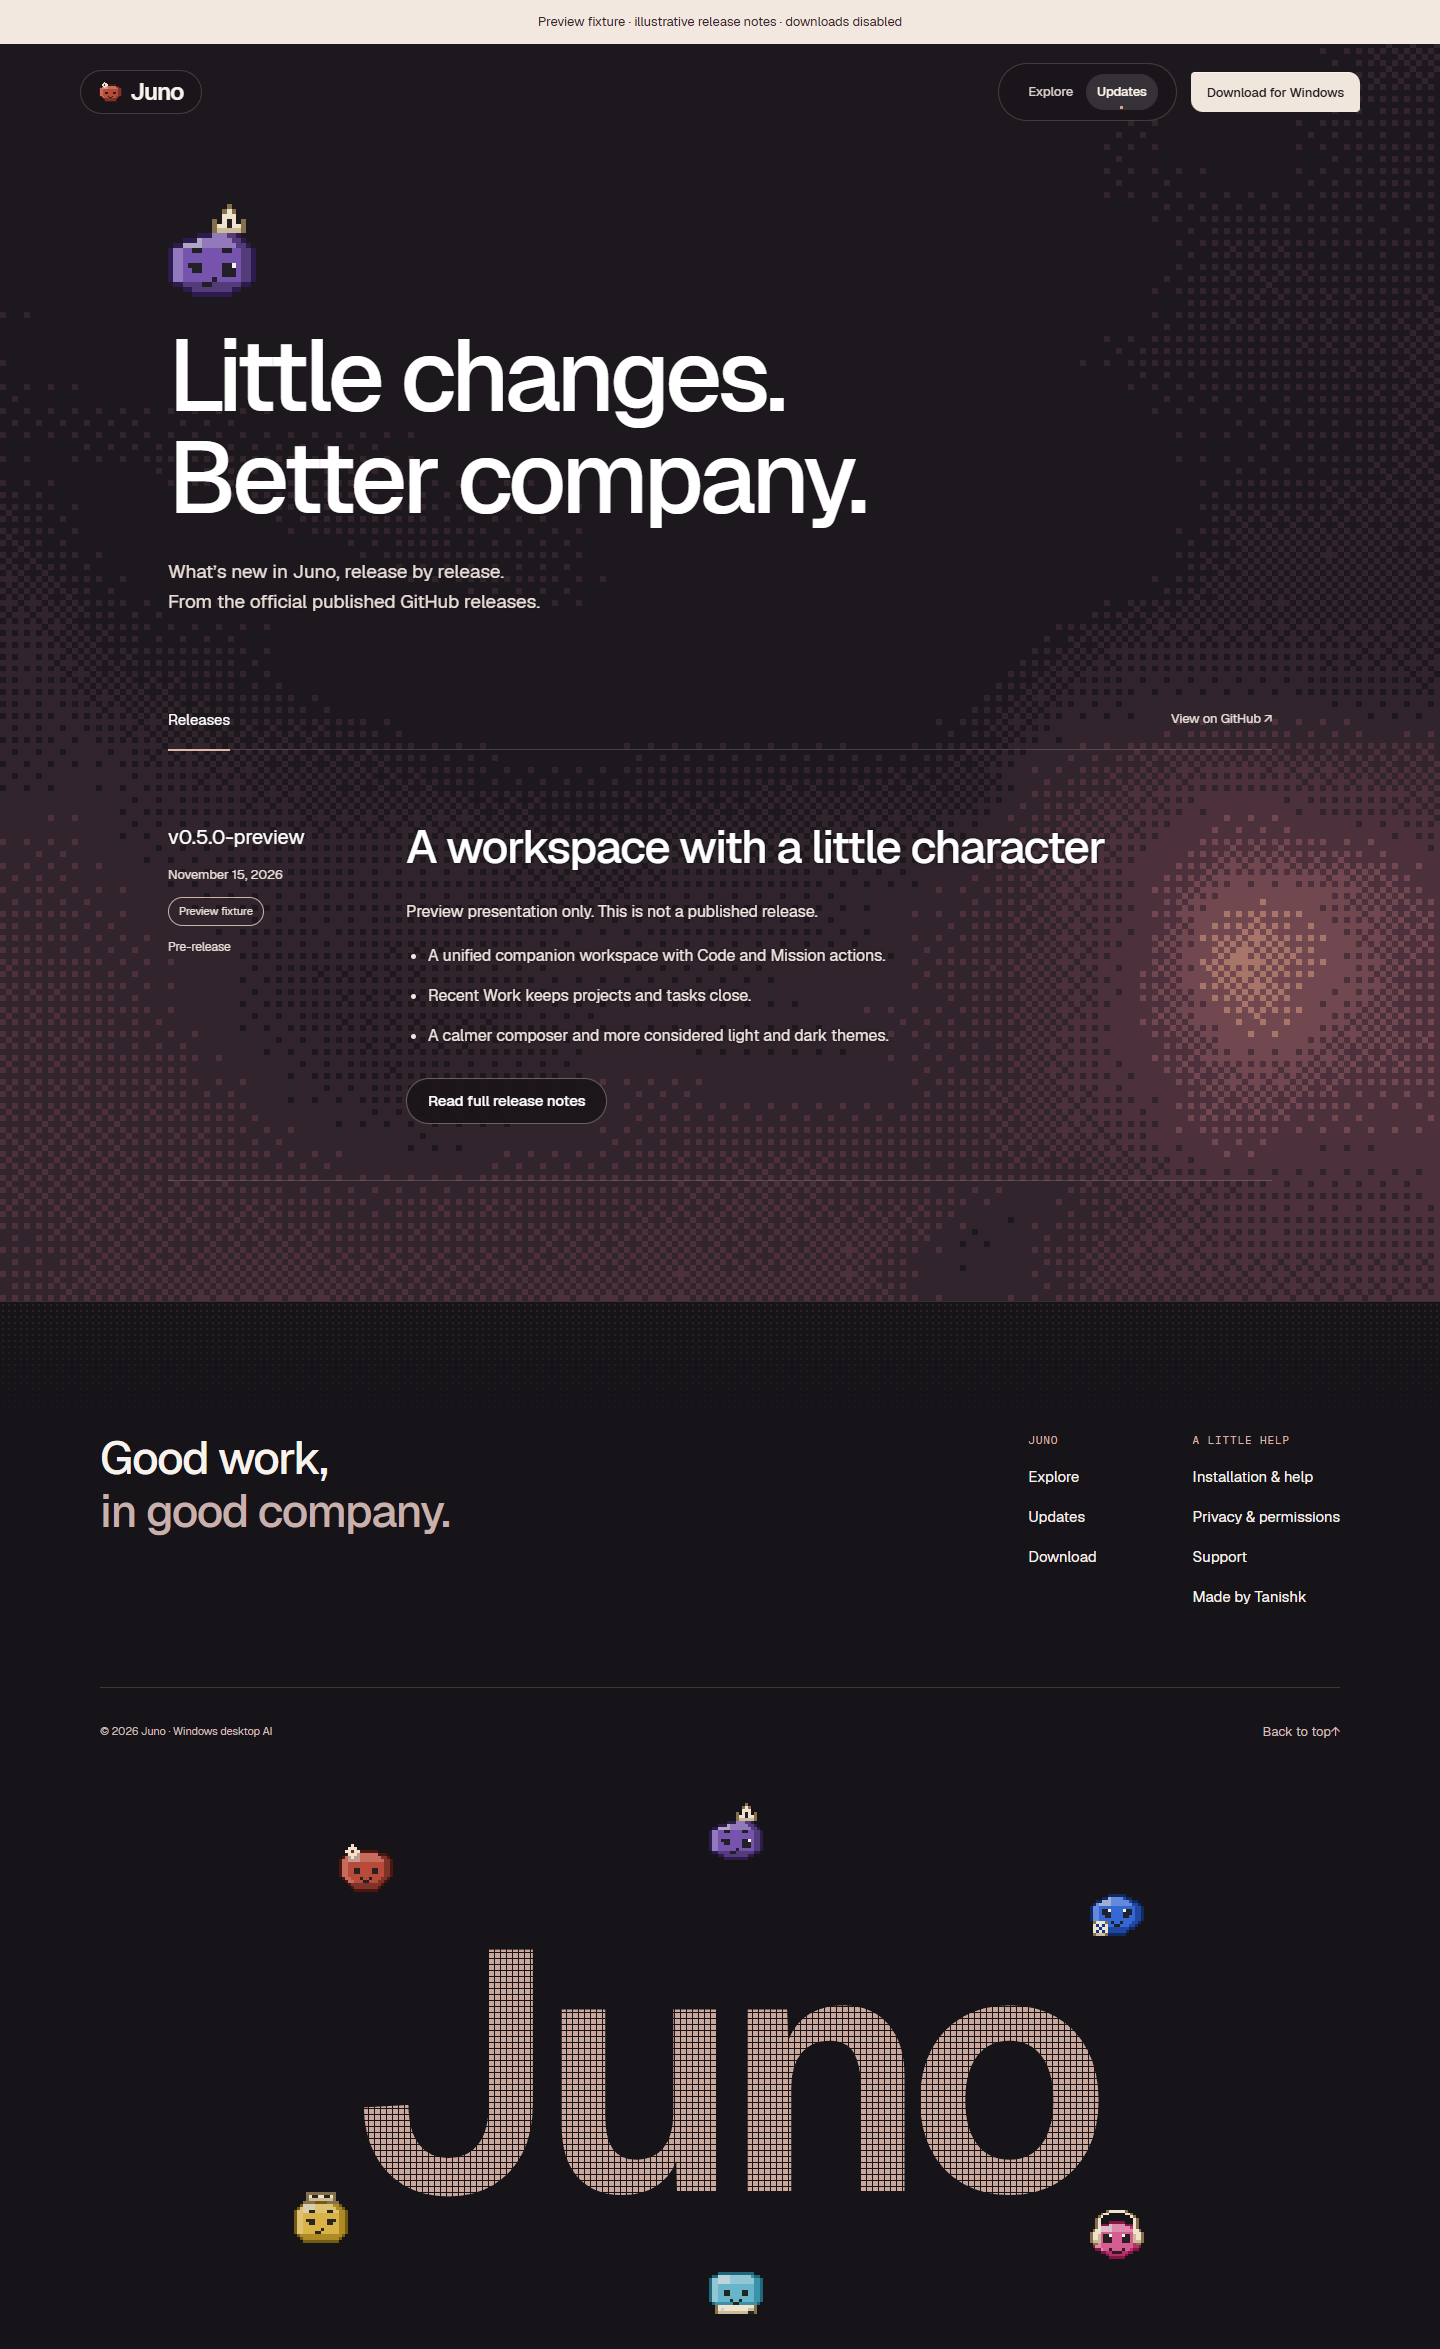 Preview fixture · illustrative release notes · downloads disabled
Juno
Explore
Updates
Download for Windows
Little changes.
Better company.
What’s new in Juno, release by release.
From the official published GitHub releases.
Releases
View on GitHub ↗
v0.5.0-preview
November 15, 2026
Preview fixture
Pre-release
A workspace with a little character
Preview presentation only. This is not a published release.
• A unified companion workspace with Code and Mission actions.
• Recent Work keeps projects and tasks close.
• A calmer composer and more considered light and dark themes.
Read full release notes
Good work,
in good company.
JUNO
Explore
Updates
Download
A LITTLE HELP
Installation & help
Privacy & permissions
Support
Made by Tanishk
© 2026 Juno · Windows desktop AI
Back to top↑
Juno